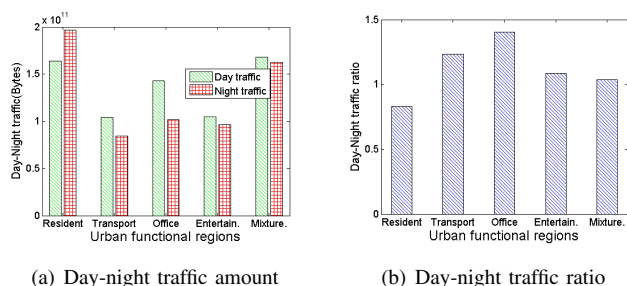 x 10^11
2
1.5
1
0.5
0
Day-Night traffic(Bytes)
Day traffic
Night traffic
Resident Transport Office Entertain. Mixture.
Urban functional regions
(a) Day-night traffic amount
1.5
1
0.5
0
Day-Night traffic ratio
Resident Transport Office Entertain. Mixture.
Urban functional regions
(b) Day-night traffic ratio